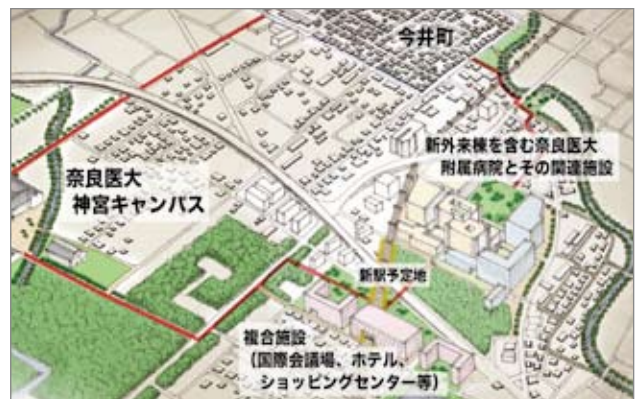 今井町
新外来棟を含む奈良医大
附属病院とその関連施設
奈良医大
神宮キャンパス
新駅予定地
複合施設
（国際会議場、ホテル、
ショッピングセンター等）